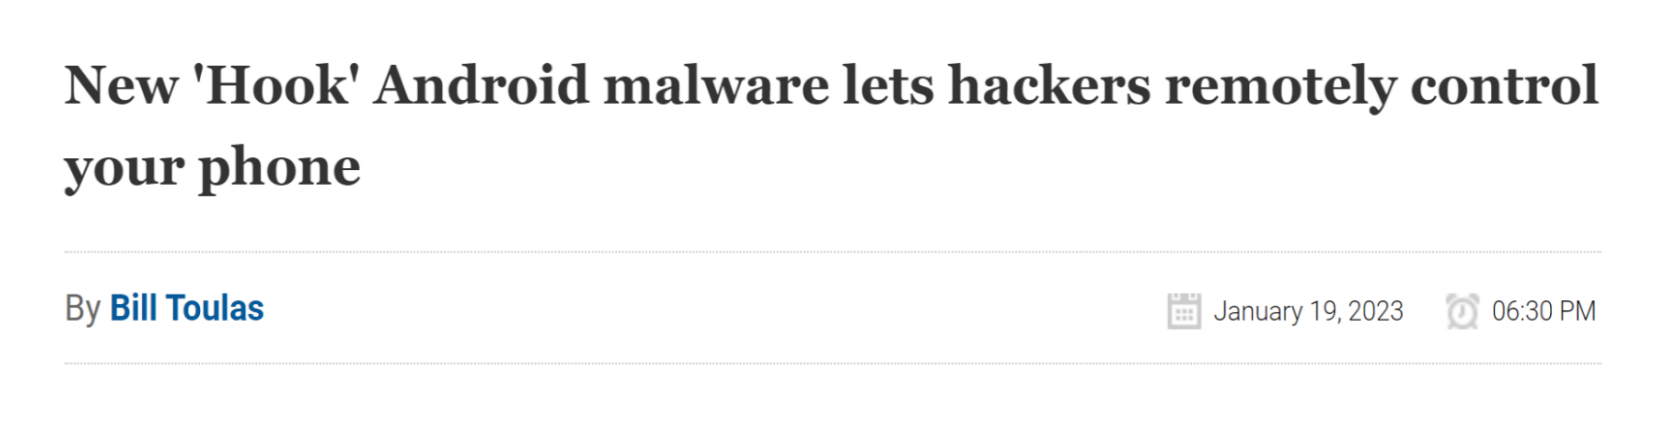 New 'Hook' Android malware lets hackers remotely control
your phone
By Bill Toulas
January 19, 2023
06:30 PM